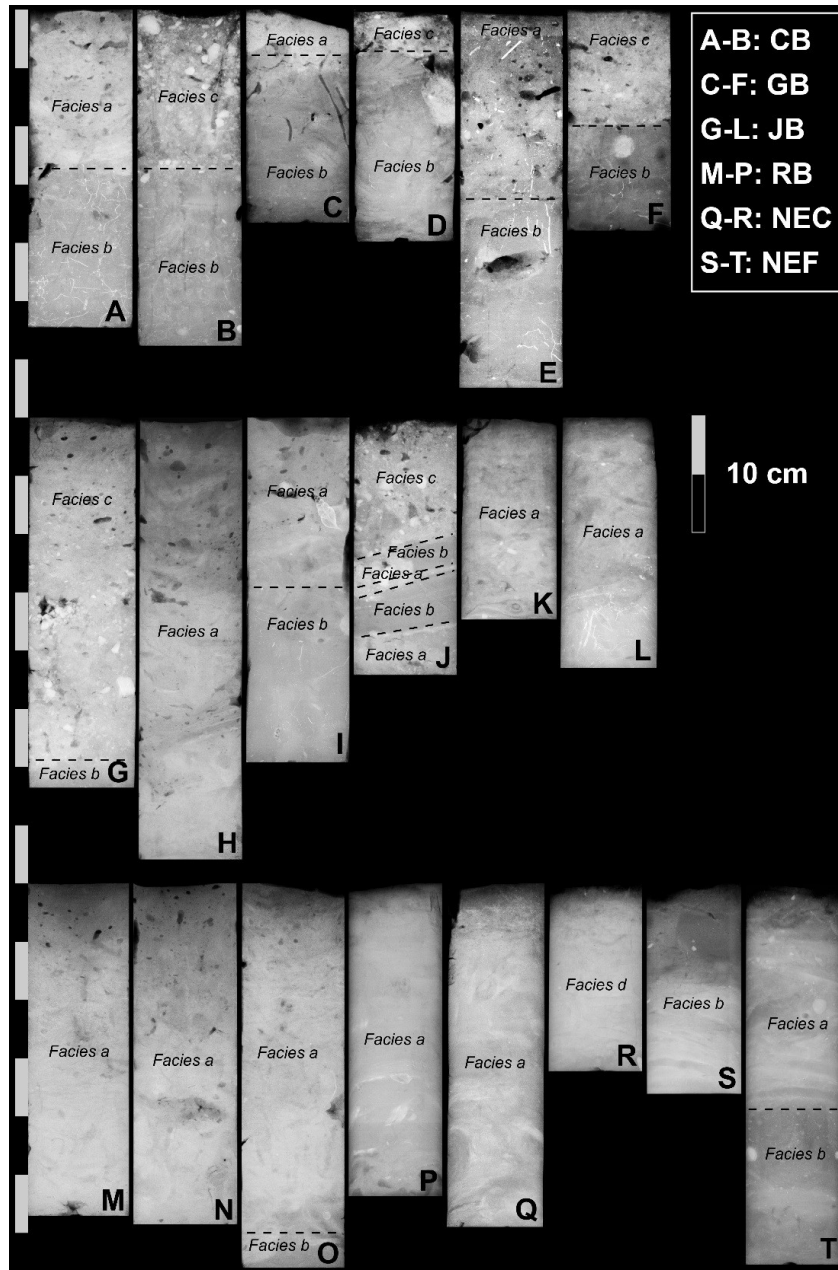 Facies a
Facies b
A
Facies c
Facies b
B
Facies a
Facies b
C
Facies c
Facies b
D
Facies a
Facies b
E
Facies c
Facies b
F
A-B: CB
C-F: GB
G-L: JB
M-P: RB
Q-R: NEC
S-T: NEF
Facies c
Facies b
G
Facies a
H
Facies a
Facies b
I
Facies c
Facies b
Facies a
Facies b
Facies a
J
Facies a
K
Facies a
L
10 cm
Facies a
M
Facies a
N
Facies a
Facies b
O
Facies a
P
Facies a
Q
Facies d
R
Facies b
S
Facies a
Facies b
T